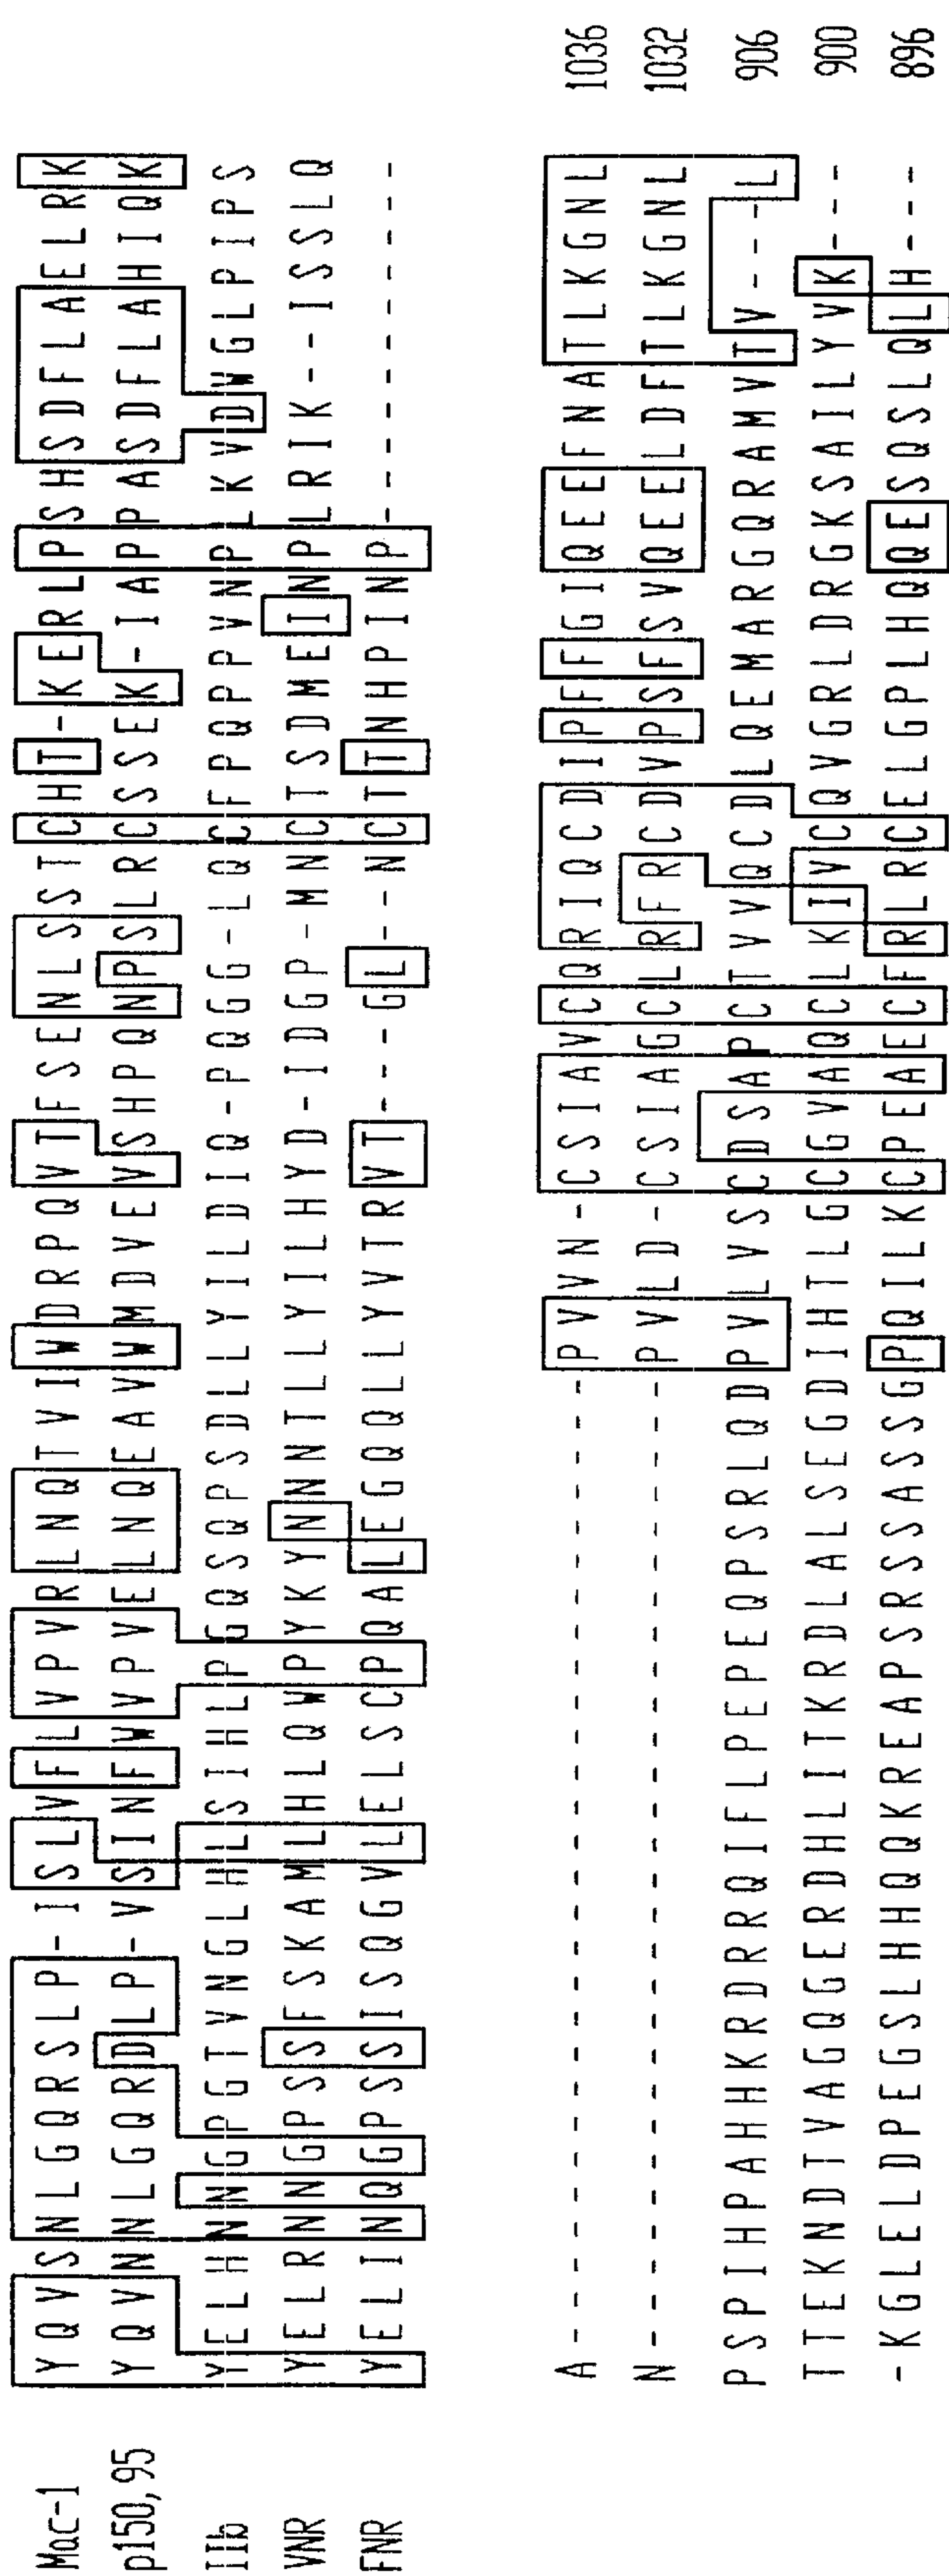 Mac-1 YQVSNLGQRSLP-ISLVFLVPVRLNQTVIWDRPQVTFSENLSSTCHT-KERLPSHSDFLAELRK
p150,95 YQVNNLGQRDLP-VSINFWVPVELNQEAVWMDVEVSHPQNPSLRCSSEK-IAPPASDFLAHIQK
IIb YELHNNGPGTVNGLHLSIHLPGQSQPSDLLYILDIQ-PQGG-LQCFPQPPVNPLKVDWGLPIPS
VNR YELRNNGPSSFSKAMLHLQWPYKYNNNTLLYILHYD-IDGP-MNCTSDMEINPLRIK--ISSLQ
FNR YELINQGPSSISQGVLELSCPQALEGQQLLYVTRVT---GL--NCTTNHPINP-----------
A----------------------------PVVN-CSIAVCQRIQCDIPFFGIQEEFNATLKGNL 1036
N----------------------------PVLD-CSIAGCLRFRCDVPSFSVQEELDFTLKGNL 1032
PSPIHPAHHKRDRRQIFLPEPEQPSRLQDPVLVSCDSAPCTVVQCDLQEMARGQRAMVTV---L 906
TTEKNDTVAGQGERDHLITKRDLALSEGDIHTLGCGVAQCLKIVCQVGRLDRGKSAILYVK--- 900
-KGLELDPEGSLHHQQKREAPSRSSASSGPQILKCPEAECFRLRCELGPLHQQESQSLQLH--- 896